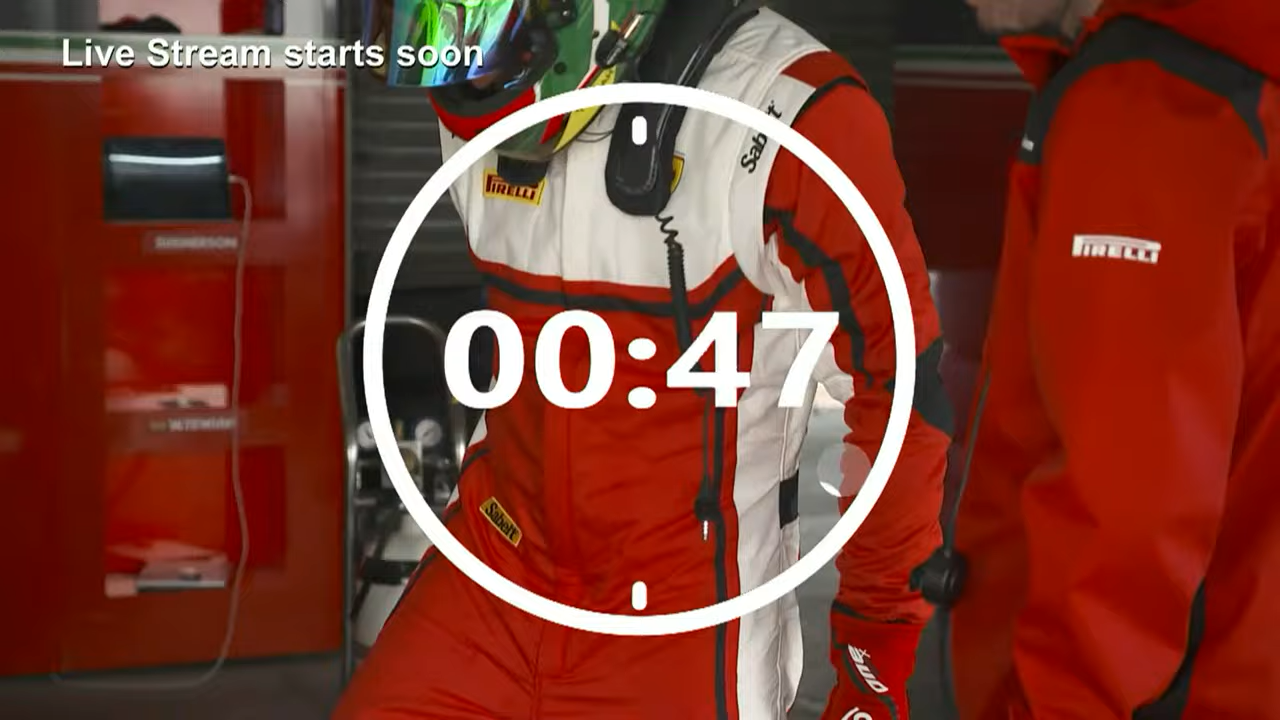 Live Stream starts soon
Sabelt
PIRELLI
PIRELLI
00:47
Sabelt